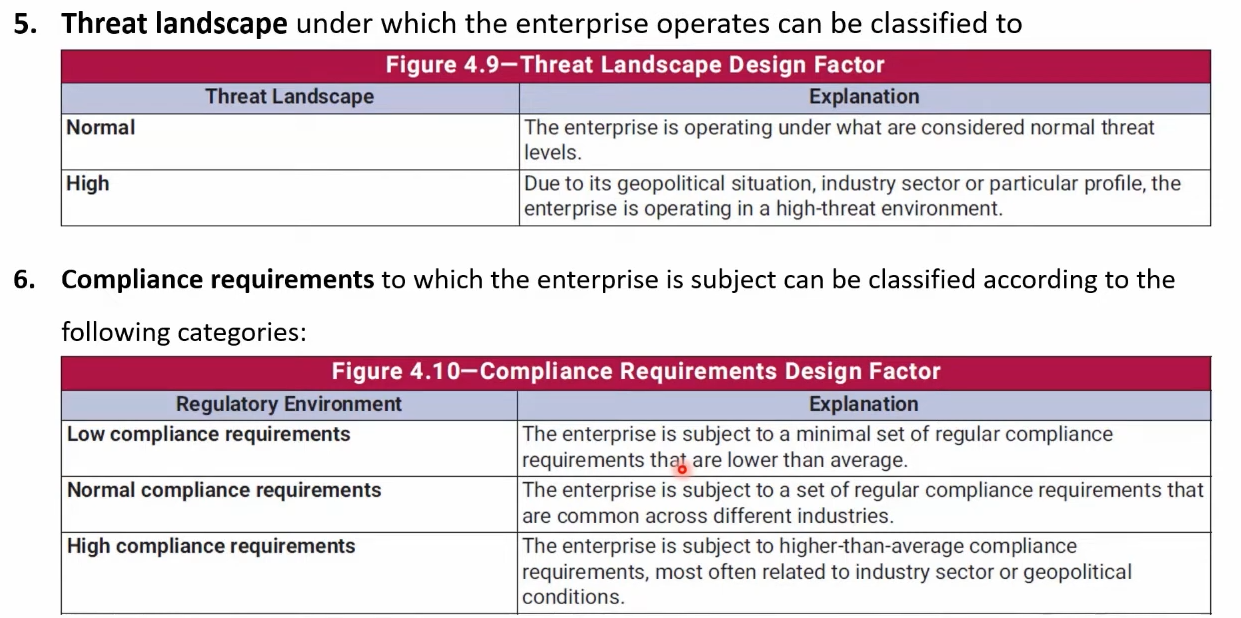 5. Threat landscape under which the enterprise operates can be classified to
Figure 4.9—Threat Landscape Design Factor
Threat Landscape Explanation
Normal The enterprise is operating under what are considered normal threat
levels.
High Due to its geopolitical situation, industry sector or particular profile, the
enterprise is operating in a high-threat environment.
6. Compliance requirements to which the enterprise is subject can be classified according to the
following categories:
Figure 4.10—Compliance Requirements Design Factor
Regulatory Environment Explanation
Low compliance requirements The enterprise is subject to a minimal set of regular compliance
requirements that are lower than average.
Normal compliance requirements The enterprise is subject to a set of regular compliance requirements that
are common across different industries.
High compliance requirements The enterprise is subject to higher-than-average compliance
requirements, most often related to industry sector or geopolitical
conditions.